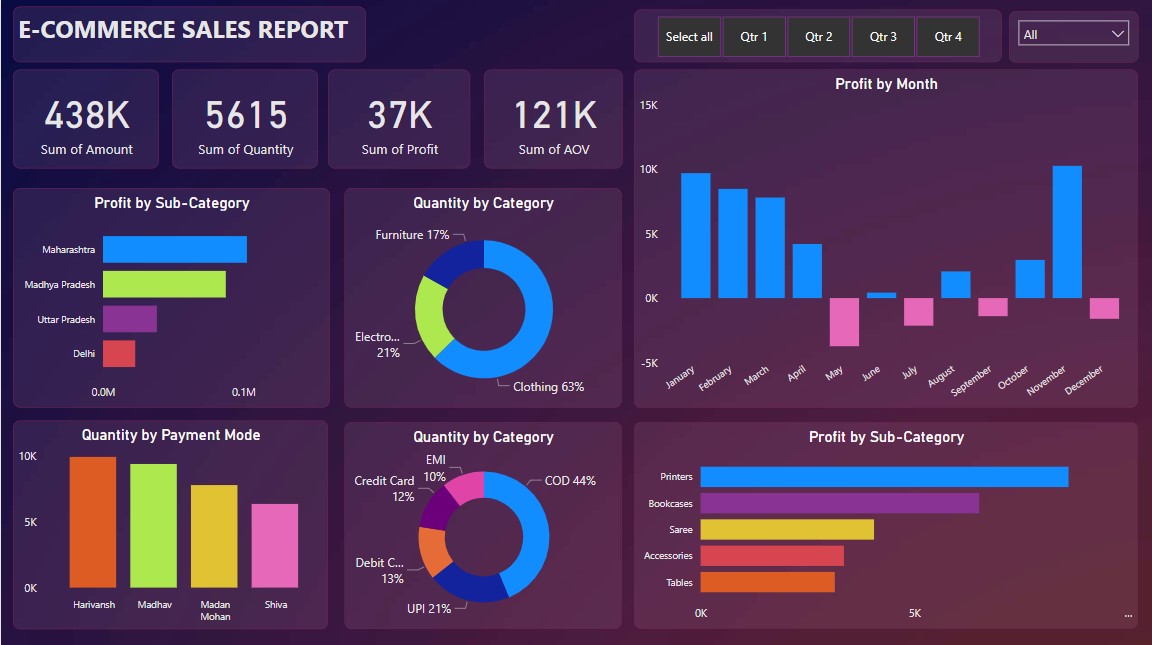 E-COMMERCE SALES REPORT
Select all
Qtr 1
Qtr 2
Qtr 3
Qtr 4
All
438K
Sum of Amount
5615
Sum of Quantity
37K
Sum of Profit
121K
Sum of AOV
Profit by Month
15K
10K
5K
0K
-5K
January
February
March
April
May
June
July
August
September
October
November
December
Profit by Sub-Category
Maharashtra
Madhya Pradesh
Uttar Pradesh
Delhi
0.0M
0.1M
Quantity by Category
Furniture 17%
Electro...
21%
Clothing 63%
Quantity by Payment Mode
10K
5K
0K
Harivansh
Madhav
Madan
Mohan
Shiva
Quantity by Category
EMI
10%
Credit Card
12%
COD 44%
Debit C...
13%
UPI 21%
Profit by Sub-Category
Printers
Bookcases
Saree
Accessories
Tables
0K
5K
...